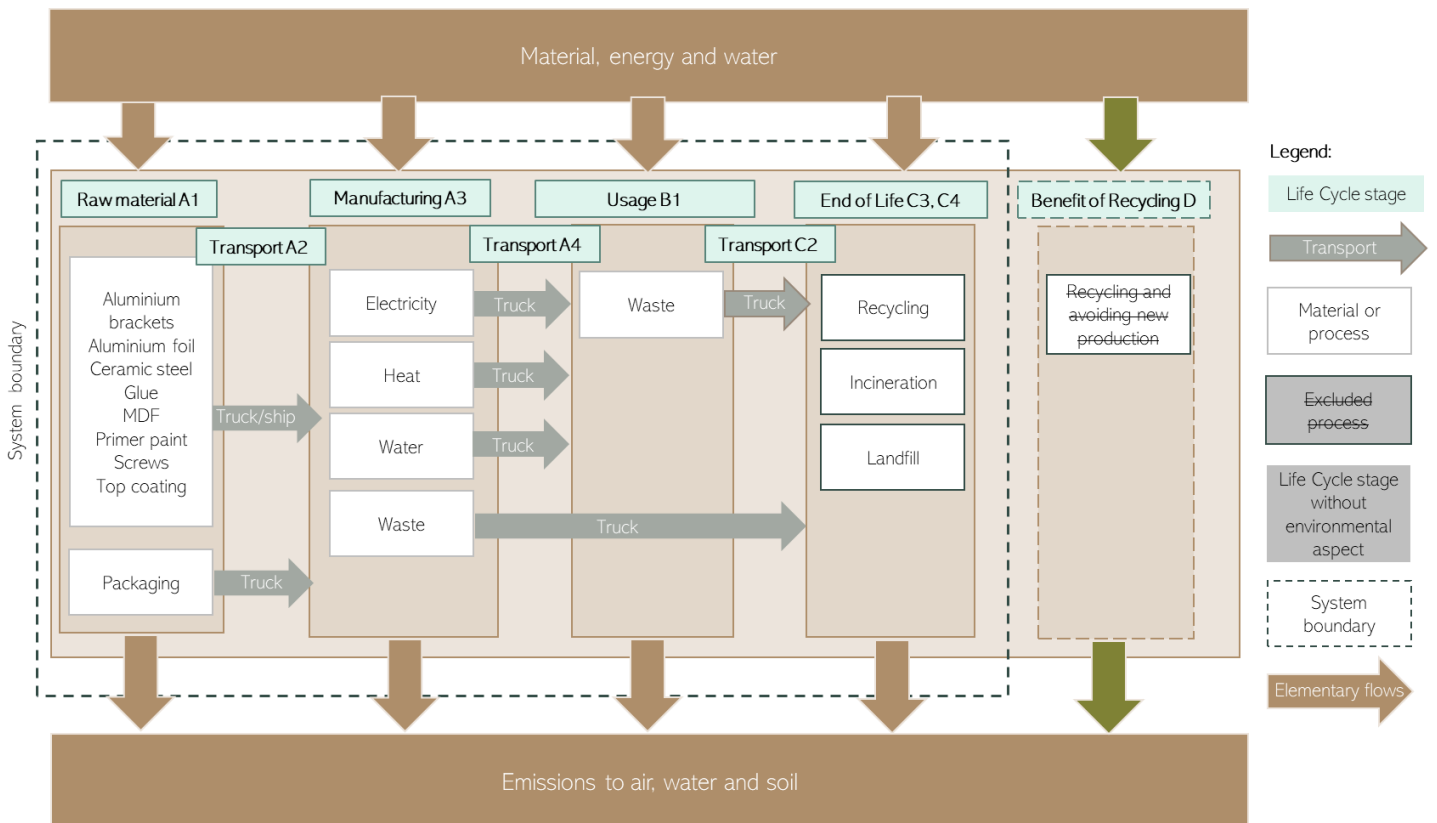 Material, energy and water
Raw material A1
Manufacturing A3
Usage B1
End of Life C3, C4
Benefit of Recycling D
Transport A2
Transport A4
Transport C2
System boundary
Aluminium
brackets
Aluminium foil
Ceramic steel
Glue
MDF
Primer paint
Screws
Top coating
Packaging
Truck/ship
Truck
Electricity
Heat
Water
Waste
Truck
Truck
Truck
Truck
Waste
Truck
Recycling
Incineration
Landfill
Recycling and
avoiding new
production
Emissions to air, water and soil
Legend:
Life Cycle stage
Transport
Material or
process
Excluded
process
Life Cycle stage
without
environmental
aspect
System
boundary
Elementary flows